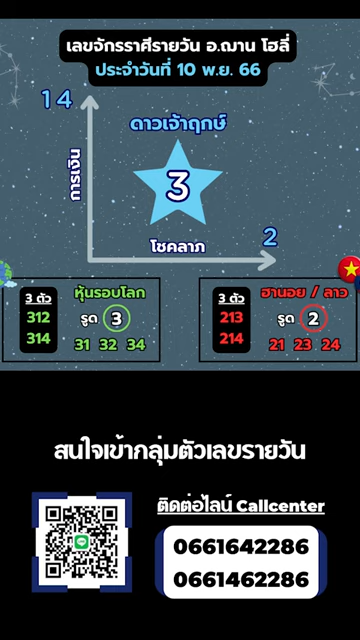 เลขจักรราศีรายวัน อ.ฌาน โฮลี่
ประจำวันที่ 10 พ.ย. 66
14
ดาวเจ้าฤกษ์
การเงิน
3
โชคลาภ
2
3 ตัว
312
314
หุ้นรอบโลก
รูด 3
31 32 34
3 ตัว
213
214
ฮานอย / ลาว
รูด 2
21 23 24
สนใจเข้ากลุ่มตัวเลขรายวัน
ติดต่อไลน์ Callcenter
0661642286
0661462286